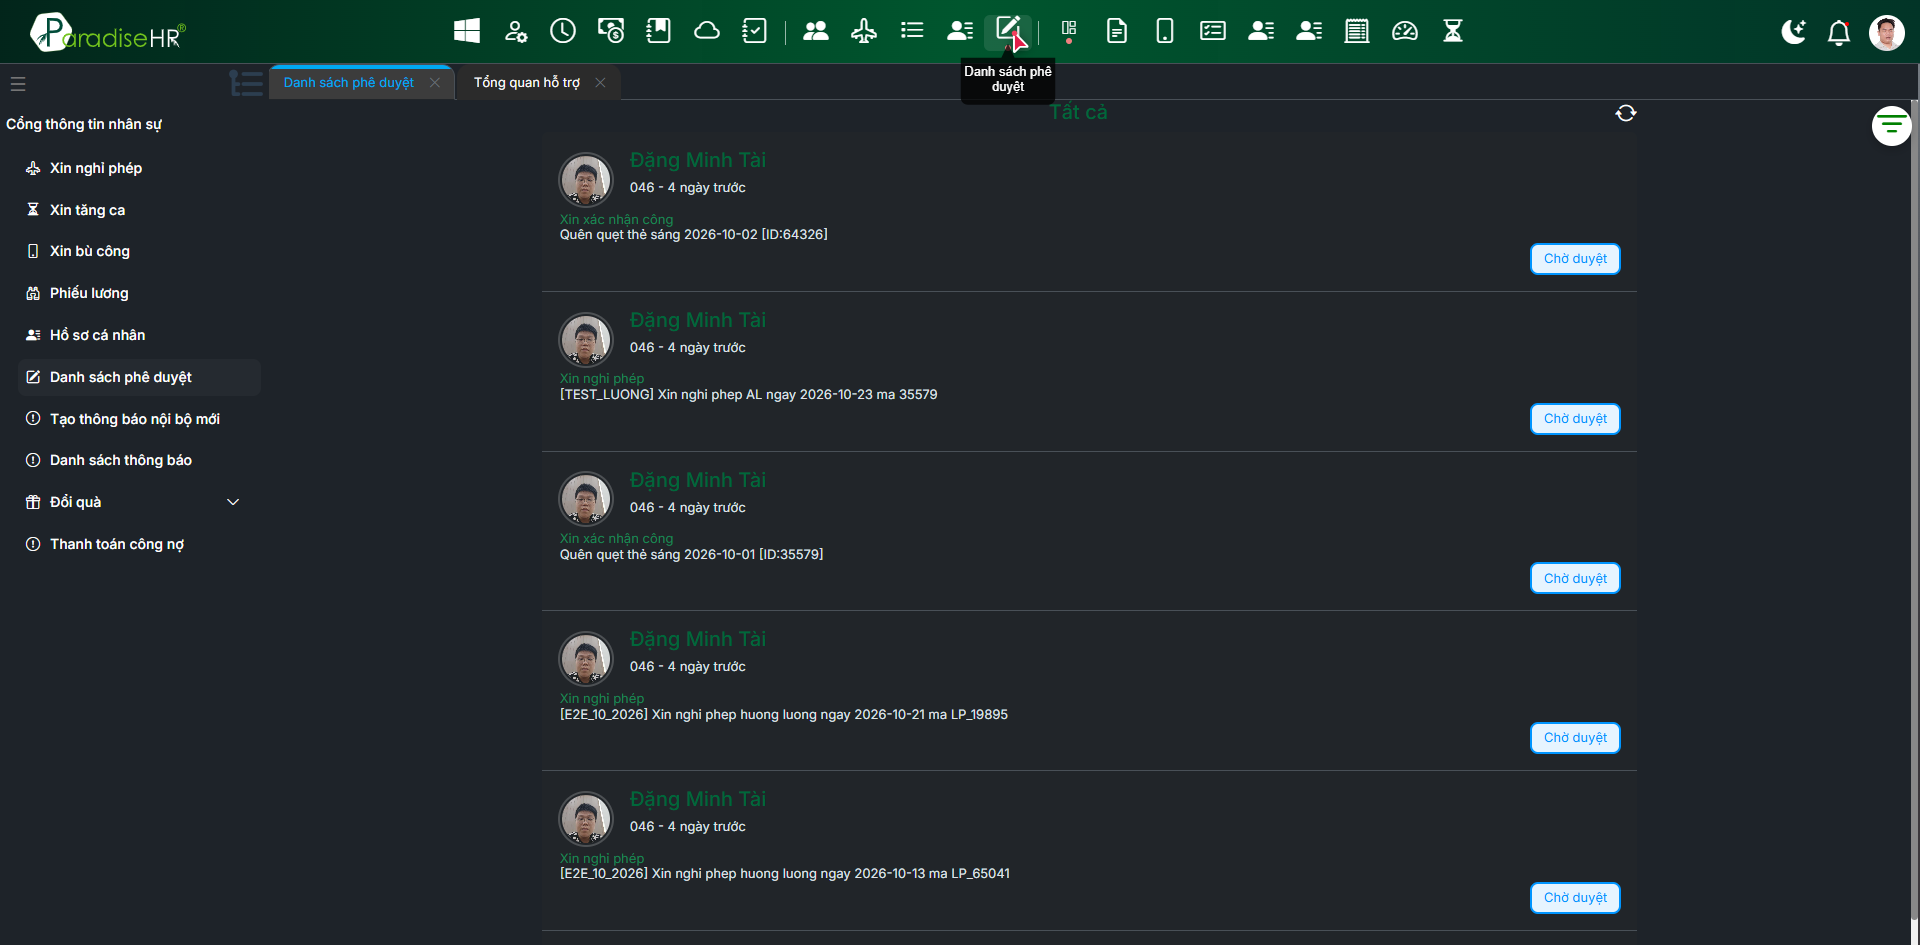 ParadiseHR®
Danh sách phê duyệt
Tổng quan hỗ trợ
Danh sách phê
duyệt
Tất cả
Cổng thông tin nhân sự
Xin nghỉ phép
Xin tăng ca
Xin bù công
Phiếu lương
Hồ sơ cá nhân
Danh sách phê duyệt
Tạo thông báo nội bộ mới
Danh sách thông báo
Đổi quà
Thanh toán công nợ
Đặng Minh Tài
046 - 4 ngày trước
Xin xác nhận công
Quên quẹt thẻ sáng 2026-10-02 [ID:64326]
Chờ duyệt
Đặng Minh Tài
046 - 4 ngày trước
Xin nghỉ phép
[TEST_LUONG] Xin nghi phep AL ngay 2026-10-23 ma 35579
Chờ duyệt
Đặng Minh Tài
046 - 4 ngày trước
Xin xác nhận công
Quên quẹt thẻ sáng 2026-10-01 [ID:35579]
Chờ duyệt
Đặng Minh Tài
046 - 4 ngày trước
Xin nghỉ phép
[E2E_10_2026] Xin nghi phep huong luong ngay 2026-10-21 ma LP_19895
Chờ duyệt
Đặng Minh Tài
046 - 4 ngày trước
Xin nghỉ phép
[E2E_10_2026] Xin nghi phep huong luong ngay 2026-10-13 ma LP_65041
Chờ duyệt